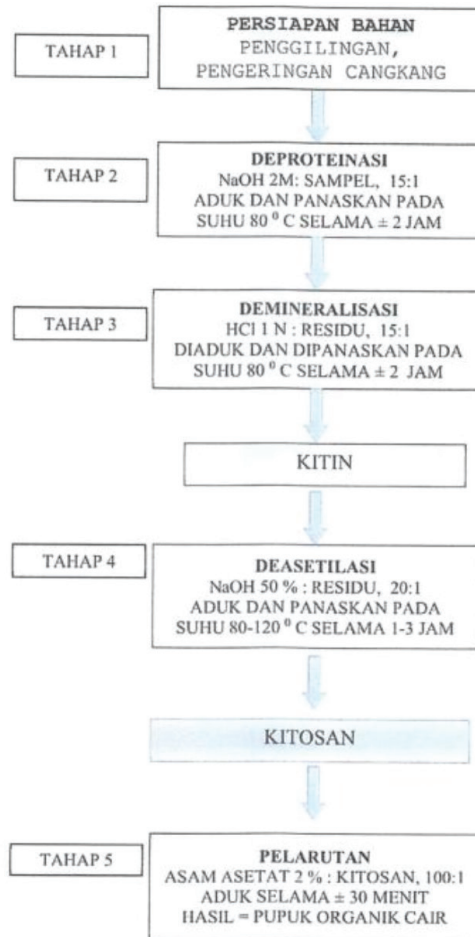 TAHAP 1
PERSIAPAN BAHAN
PENGGILINGAN,
PENGERINGAN CANGKANG
TAHAP 2
DEPROTEINASI
NaOH 2M: SAMPEL, 15:1
ADUK DAN PANASKAN PADA
SUHU 80 ⁰ C SELAMA ± 2 JAM
TAHAP 3
DEMINERALISASI
HCl 1 N : RESIDU, 15:1
DIADUK DAN DIPANASKAN PADA
SUHU 80 ⁰ C SELAMA ± 2 JAM
KITIN
TAHAP 4
DEASETILASI
NaOH 50 % : RESIDU, 20:1
ADUK DAN PANASKAN PADA
SUHU 80-120 ⁰ C SELAMA 1-3 JAM
KITOSAN
TAHAP 5
PELARUTAN
ASAM ASETAT 2 % : KITOSAN, 100:1
ADUK SELAMA ± 30 MENIT
HASIL = PUPUK ORGANIK CAIR